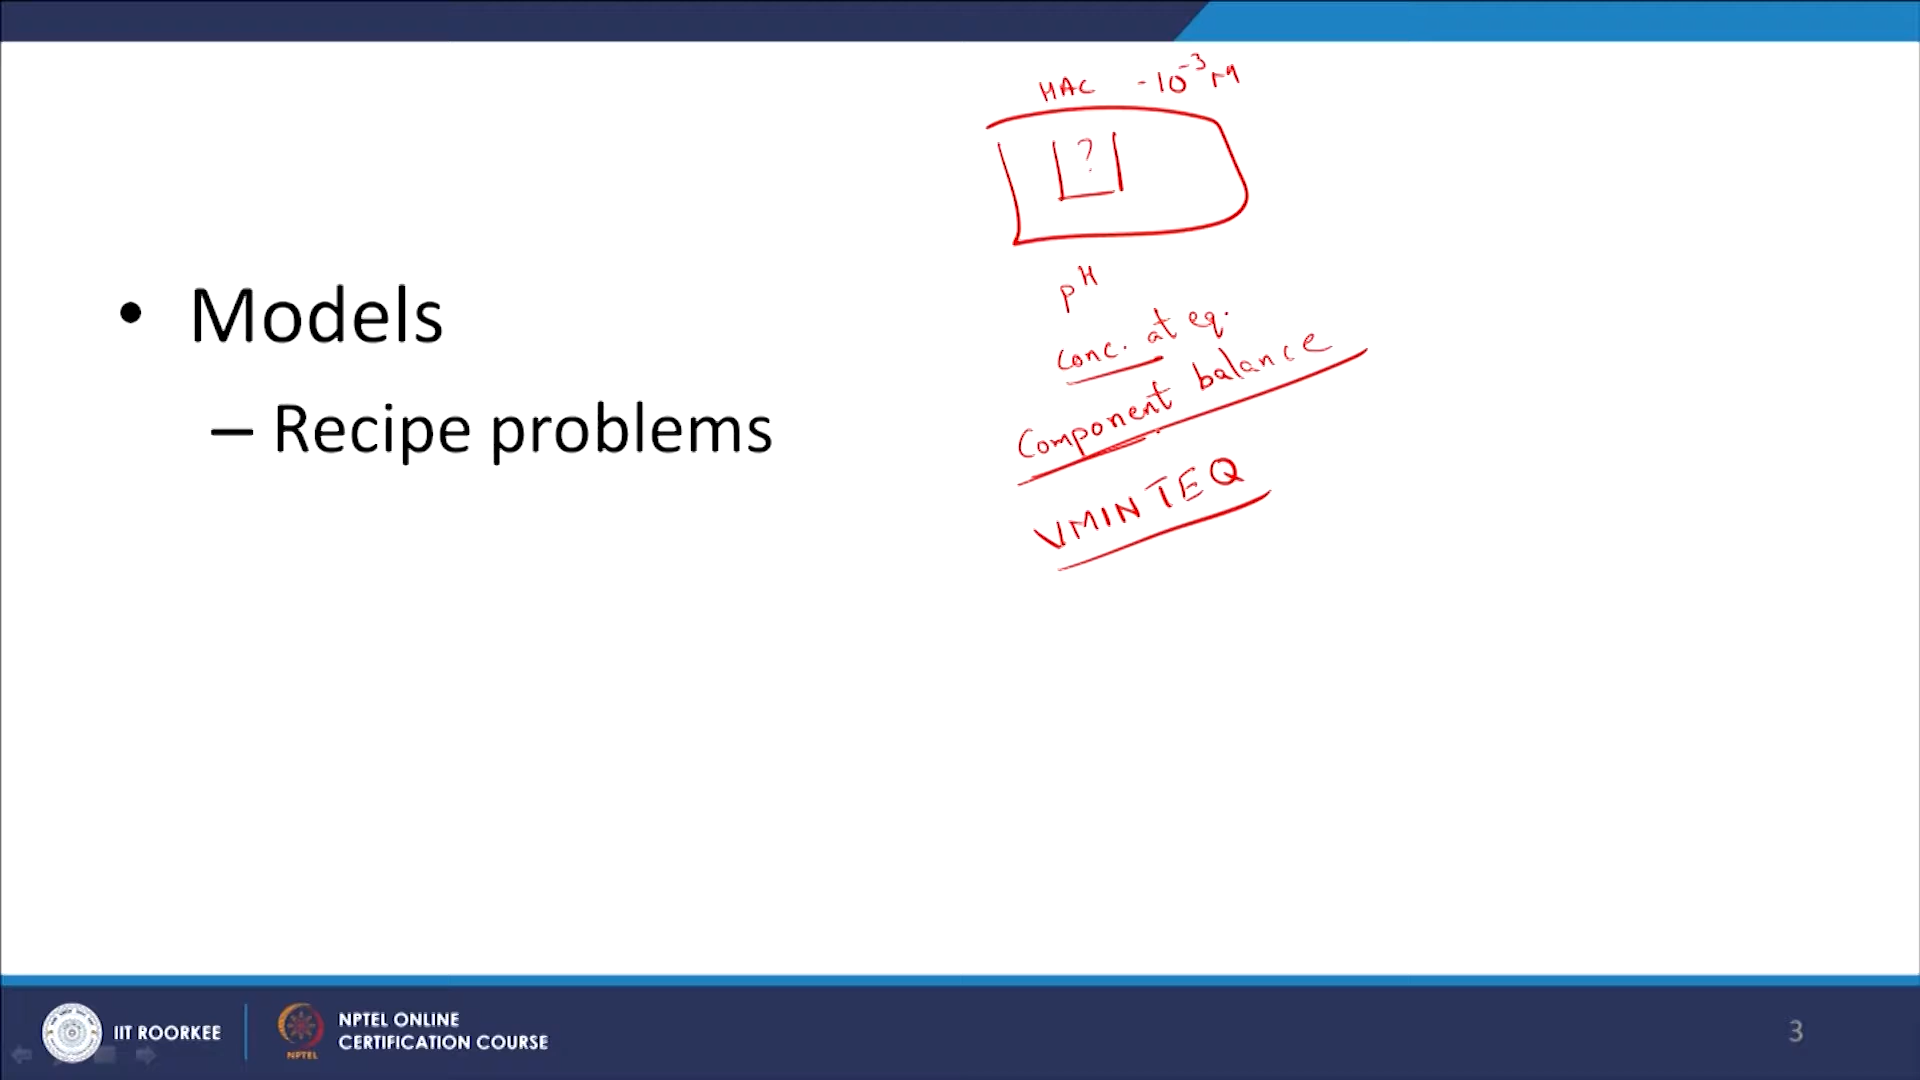 HAC - 10⁻³ M
?
pH
conc. at eq.
Component balance
VMINTEQ
• Models
– Recipe problems
IIT ROORKEE
NPTEL
NPTEL ONLINE
CERTIFICATION COURSE
3